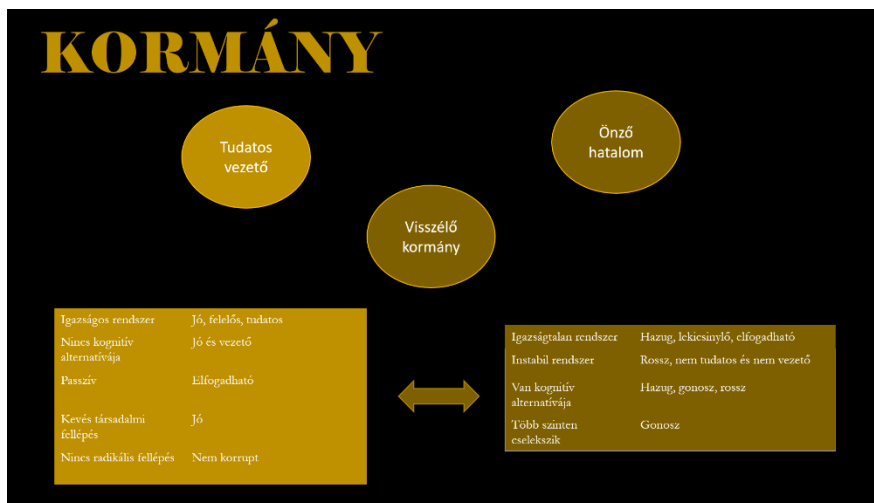 KORMÁNY
Tudatos
vezető
Önző
hatalom
Visszélő
kormány
Igazságos rendszer Jó, felelős, tudatos
Nincs kognitív Jó és vezető
alternatívája
Passzív Elfogadható
Kevés társadalmi Jó
fellépés
Nincs radikális fellépés Nem korrupt
Igazságtalan rendszer Hazug, lekicsinylő, elfogadható
Instabil rendszer Rossz, nem tudatos és nem vezető
Van kognitív Hazug, gonosz, rossz
alternatívája
Több szinten Gonosz
cselekszik